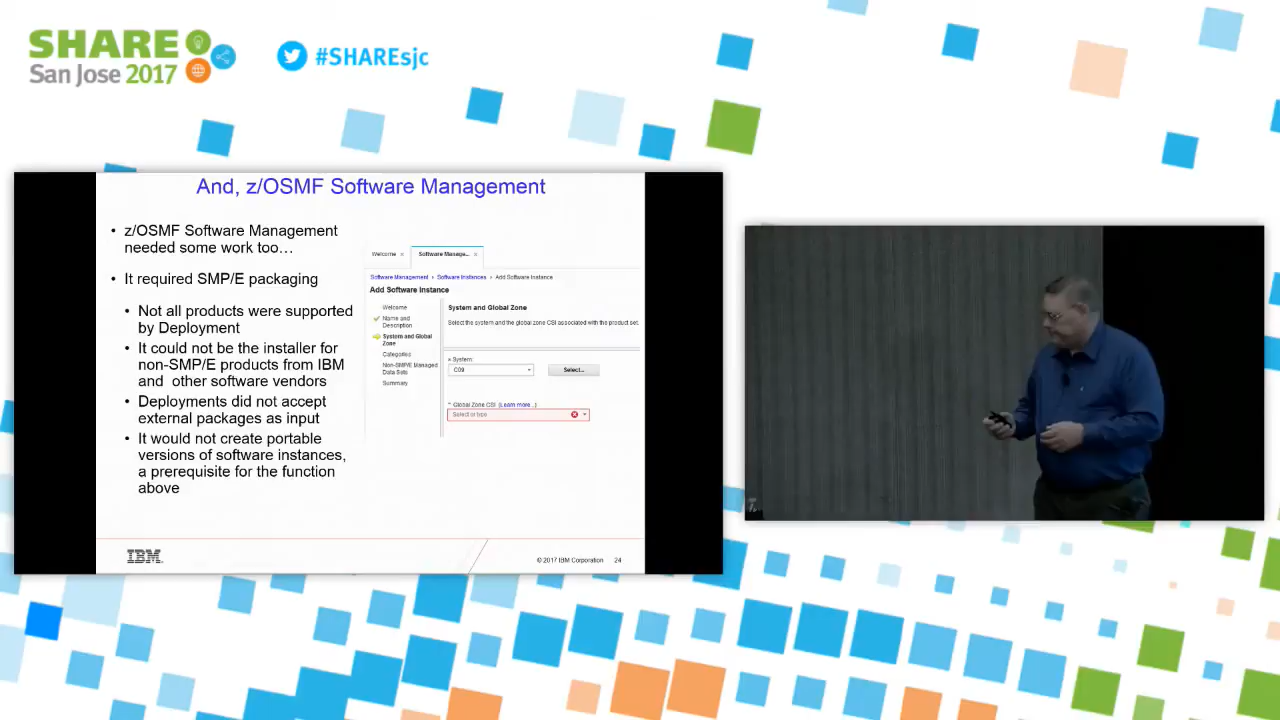 SHARE
San Jose 2017
#SHAREsjc
And, z/OSMF Software Management
• z/OSMF Software Management
needed some work too…
• It required SMP/E packaging
• Not all products were supported
by Deployment
• It could not be the installer for
non-SMP/E products from IBM
and other software vendors
• Deployments did not accept
external packages as input
• It would not create portable
versions of software instances,
a prerequisite for the function
above
Welcome ×
Software Manage... ×
Software Management › Software Instances › Add Software Instance
Add Software Instance
Welcome
Name and
Description
System and Global
Zone
Categories
Non-SMP/E Managed
Data Sets
Summary
System and Global Zone
Select the system and the global zone CSI associated with the product set.
* System:
C09
Select...
* Global Zone CSI (Learn more...)
Select or type
IBM
© 2017 IBM Corporation
24